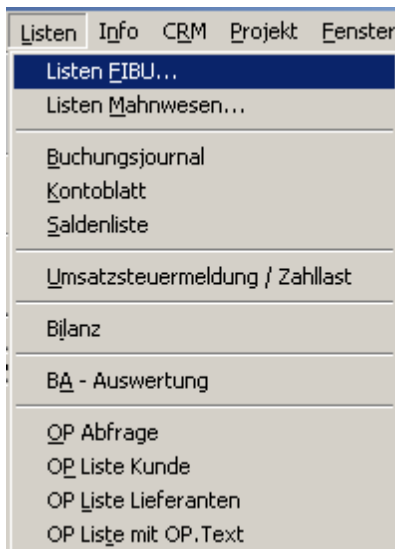 Listen Info CRM Projekt Fenster
Listen FIBU...
Listen Mahnwesen...
Buchungsjournal
Kontoblatt
Saldenliste
Umsatzsteuermeldung / Zahllast
Bilanz
BA - Auswertung
OP Abfrage
OP Liste Kunde
OP Liste Lieferanten
OP Liste mit OP.Text